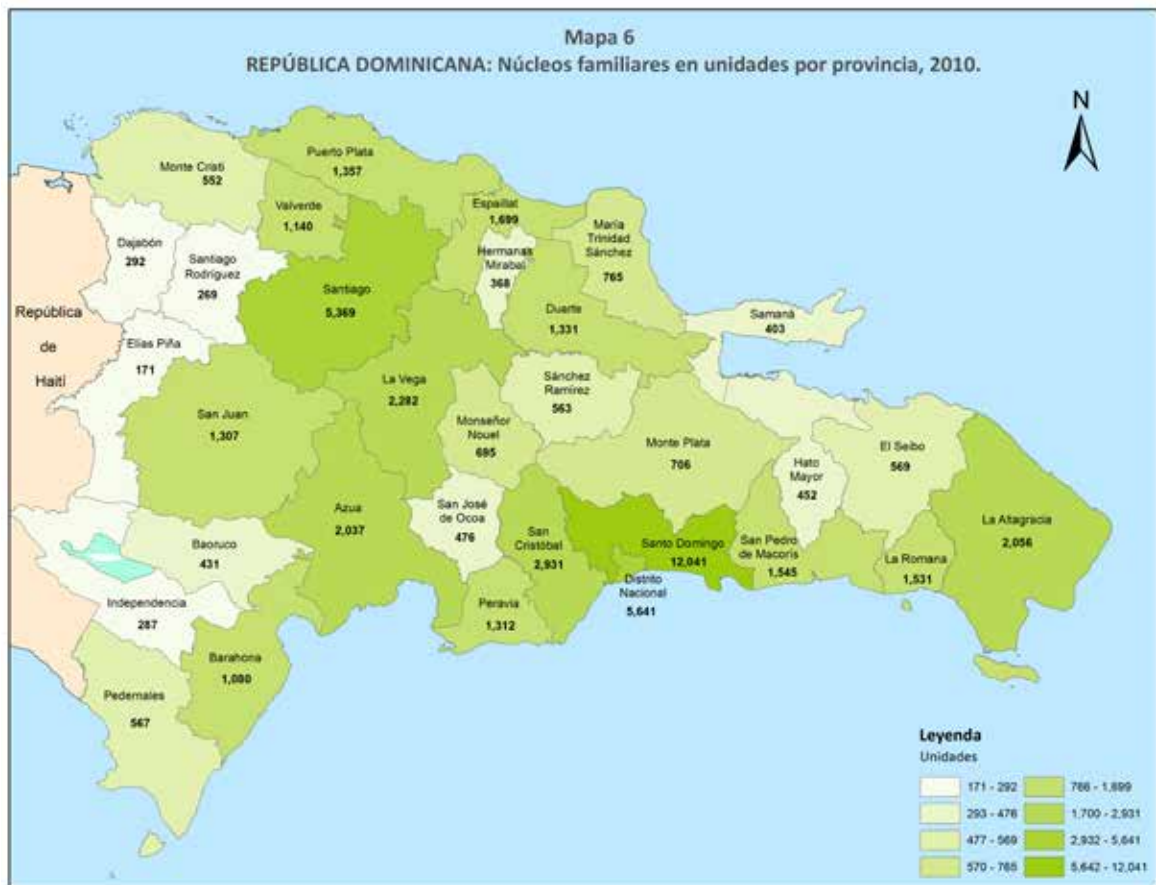 Mapa 6
REPÚBLICA DOMINICANA: Núcleos familiares en unidades por provincia, 2010.
N
Monte Cristi
552
Puerto Plata
1,357
Valverde
1,140
Espaillat
1,699
María
Trinidad
Sánchez
765
Dajabón
292
Santiago
Rodríguez
269
Hermanas
Mirabal
368
Santiago
5,369
República
de
Haití
Duarte
1,331
Samaná
403
Elías Piña
171
La Vega
2,282
Sánchez
Ramírez
563
San Juan
1,307
Monseñor
Nouel
695
Monte Plata
706
Hato
Mayor
452
El Seibo
569
Azua
2,037
San José
de Ocoa
476
San
Cristóbal
2,931
Santo Domingo
12,041
San Pedro
de Macorís
1,545
La Romana
1,531
La Altagracia
2,056
Baoruco
431
Distrito
Nacional
5,641
Independencia
287
Peravia
1,312
Barahona
1,080
Pedernales
567
Leyenda
Unidades
171 - 292
293 - 476
477 - 569
570 - 765
766 - 1,699
1,700 - 2,931
2,932 - 5,641
5,642 - 12,041